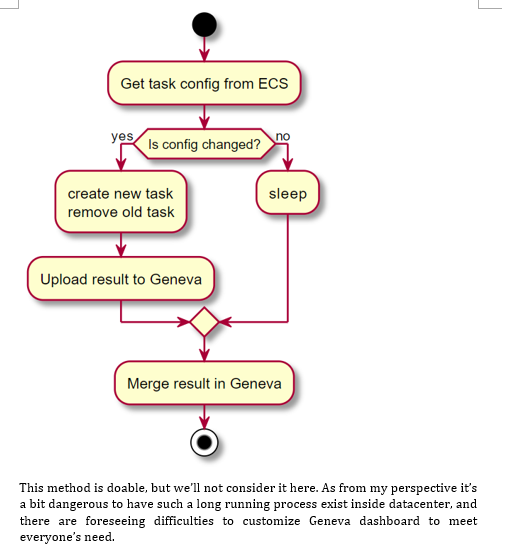 Get task config from ECS
yes
Is config changed?
no
create new task
remove old task
sleep
Upload result to Geneva
Merge result in Geneva
This method is doable, but we’ll not consider it here. As from my perspective it’s
a bit dangerous to have such a long running process exist inside datacenter, and
there are foreseeing difficulties to customize Geneva dashboard to meet
everyone’s need.